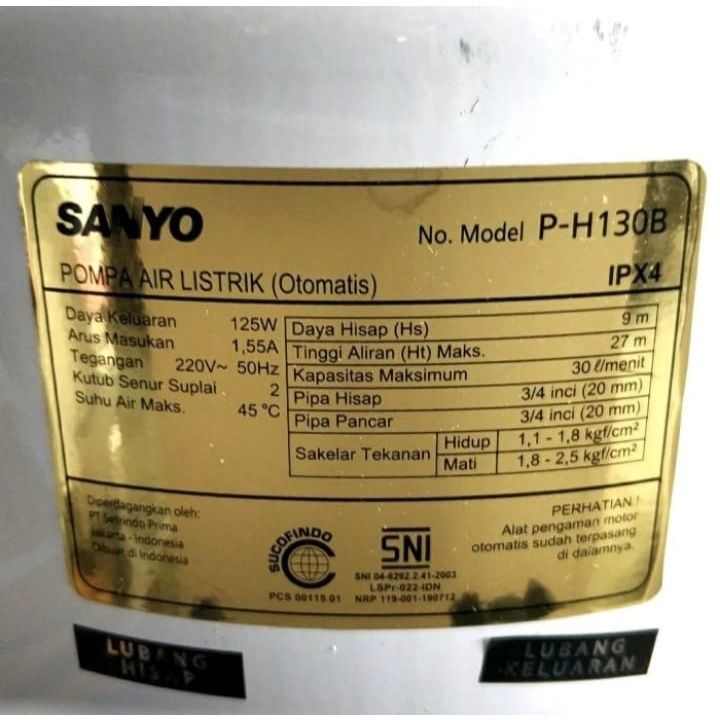 SANYO
No. Model P-H130B
POMPA AIR LISTRIK (Otomatis)
IPX4
Daya Keluaran 125W
Arus Masukan 1,55A
Tegangan 220V~ 50Hz
Kutub Senur Suplai 2
Suhu Air Maks. 45 °C
Daya Hisap (Hs) 9 m
Tinggi Aliran (Ht) Maks. 27 m
Kapasitas Maksimum 30 ℓ/menit
Pipa Hisap 3/4 inci (20 mm)
Pipa Pancar 3/4 inci (20 mm)
Sakelar Tekanan Hidup 1,1 - 1,8 kgf/cm²
Mati 1,8 - 2,5 kgf/cm²
Diperdagangkan oleh:
PT Setrindo Prima
Jakarta - Indonesia
Dibuat di Indonesia
SUCOFINDO
PCS 00115.01
SNI
SNI 04-6292.2.41-2003
LSPr-022-IDN
NRP 119-001-190712
PERHATIAN !
Alat pengaman motor
otomatis sudah terpasang
di dalamnya.
LUBANG
HISAP
LUBANG
KELUARAN